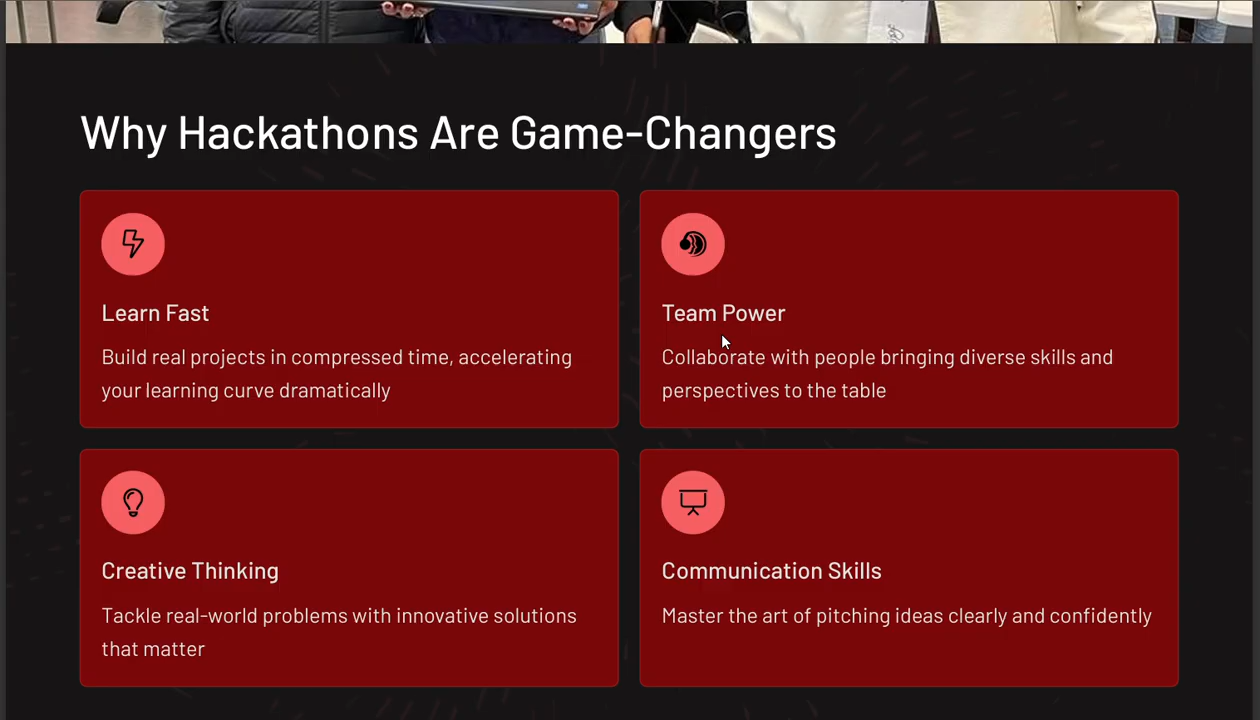 Why Hackathons Are Game-Changers
Learn Fast
Build real projects in compressed time, accelerating
your learning curve dramatically
Team Power
Collaborate with people bringing diverse skills and
perspectives to the table
Creative Thinking
Tackle real-world problems with innovative solutions
that matter
Communication Skills
Master the art of pitching ideas clearly and confidently